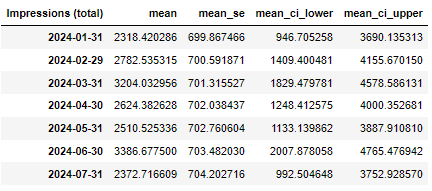 Impressions (total) mean mean_se mean_ci_lower mean_ci_upper
2024-01-31 2318.420286 699.867466 946.705258 3690.135313
2024-02-29 2782.535315 700.591871 1409.400481 4155.670150
2024-03-31 3204.032956 701.315527 1829.479781 4578.586131
2024-04-30 2624.382628 702.038437 1248.412575 4000.352681
2024-05-31 2510.525336 702.760604 1133.139862 3887.910810
2024-06-30 3386.677500 703.482030 2007.878058 4765.476942
2024-07-31 2372.716609 704.202716 992.504648 3752.928570